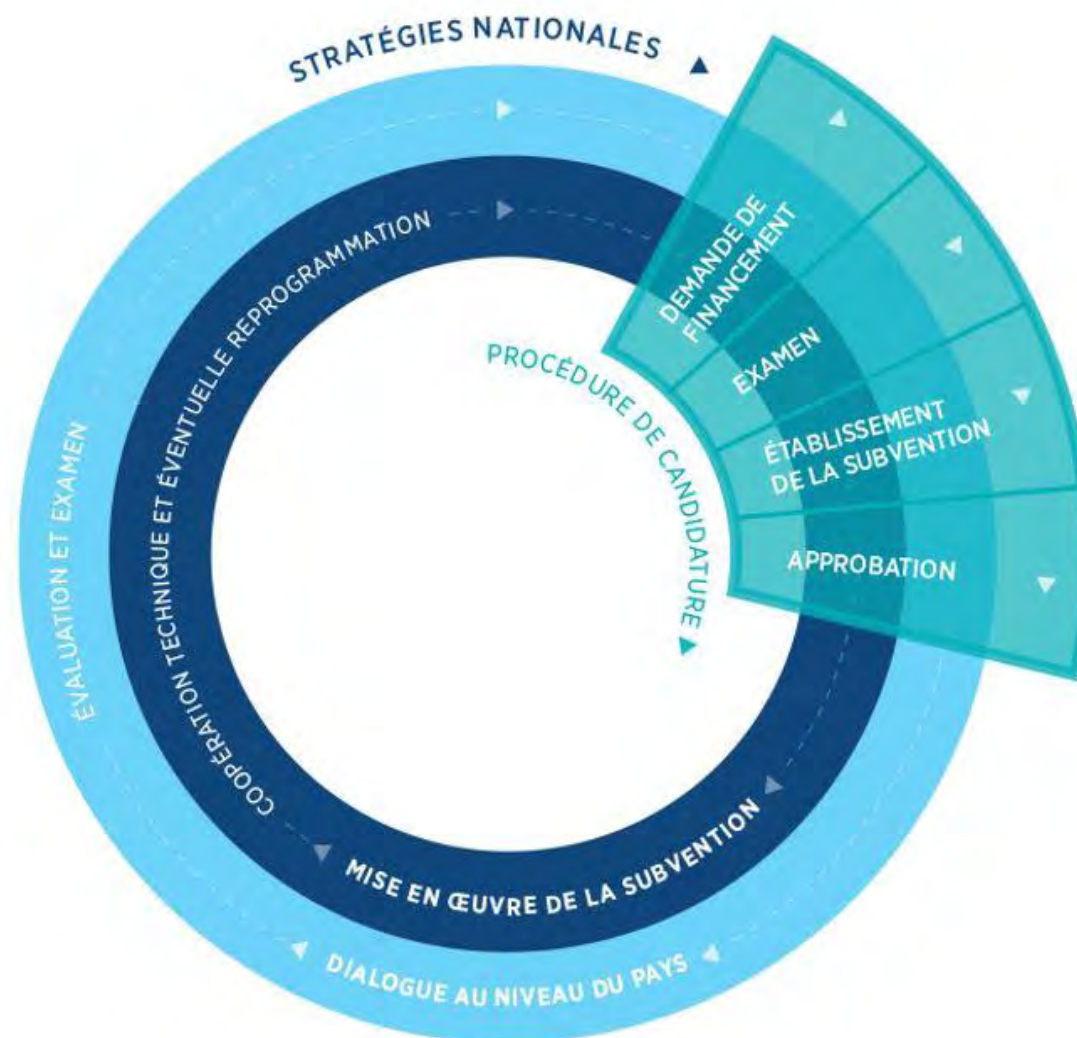 STRATÉGIES NATIONALES
DEMANDE DE
FINANCEMENT
EXAMEN
ÉTABLISSEMENT
DE LA SUBVENTION
APPROBATION
PROCÉDURE DE CANDIDATURE
COOPÉRATION TECHNIQUE ET ÉVENTUELLE REPROGRAMMATION
ÉVALUATION ET EXAMEN
MISE EN ŒUVRE DE LA SUBVENTION
DIALOGUE AU NIVEAU DU PAYS